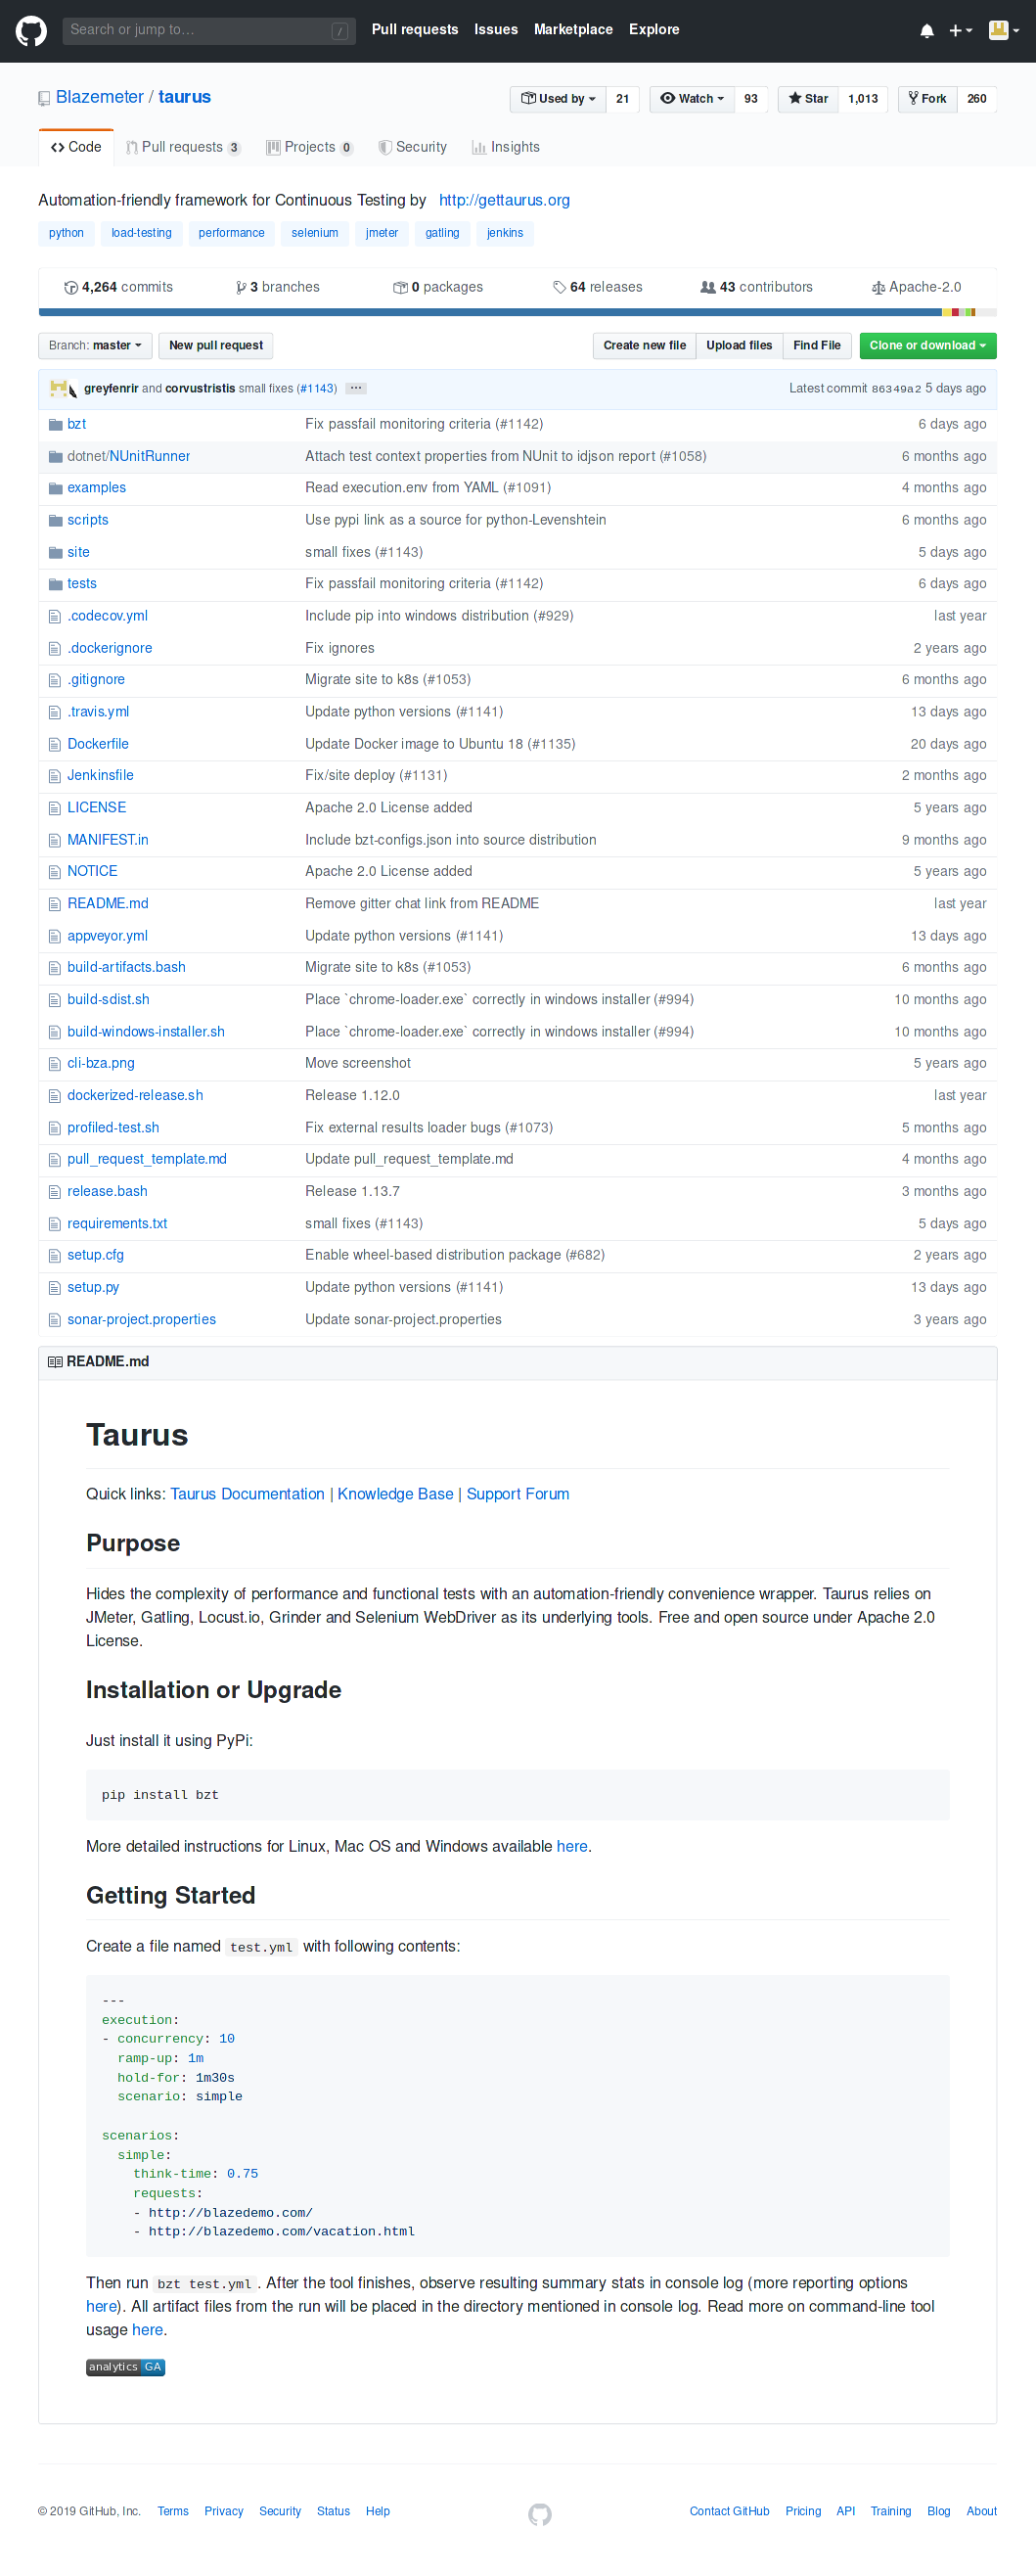 Search or jump to…
/
Pull requests Issues Marketplace Explore
Blazemeter / taurus
Used by 21 Watch 93 Star 1,013 Fork 260
Code Pull requests 3 Projects 0 Security Insights
Automation-friendly framework for Continuous Testing by http://gettaurus.org
python load-testing performance selenium jmeter gatling jenkins
4,264 commits 3 branches 0 packages 64 releases 43 contributors Apache-2.0
Branch: master New pull request Create new file Upload files Find File Clone or download
greyfenrir and corvustristis small fixes (#1143) … Latest commit 86349a2 5 days ago
bzt Fix passfail monitoring criteria (#1142) 6 days ago
dotnet/NUnitRunner Attach test context properties from NUnit to idjson report (#1058) 6 months ago
examples Read execution.env from YAML (#1091) 4 months ago
scripts Use pypi link as a source for python-Levenshtein 6 months ago
site small fixes (#1143) 5 days ago
tests Fix passfail monitoring criteria (#1142) 6 days ago
.codecov.yml Include pip into windows distribution (#929) last year
.dockerignore Fix ignores 2 years ago
.gitignore Migrate site to k8s (#1053) 6 months ago
.travis.yml Update python versions (#1141) 13 days ago
Dockerfile Update Docker image to Ubuntu 18 (#1135) 20 days ago
Jenkinsfile Fix/site deploy (#1131) 2 months ago
LICENSE Apache 2.0 License added 5 years ago
MANIFEST.in Include bzt-configs.json into source distribution 9 months ago
NOTICE Apache 2.0 License added 5 years ago
README.md Remove gitter chat link from README last year
appveyor.yml Update python versions (#1141) 13 days ago
build-artifacts.bash Migrate site to k8s (#1053) 6 months ago
build-sdist.sh Place `chrome-loader.exe` correctly in windows installer (#994) 10 months ago
build-windows-installer.sh Place `chrome-loader.exe` correctly in windows installer (#994) 10 months ago
cli-bza.png Move screenshot 5 years ago
dockerized-release.sh Release 1.12.0 last year
profiled-test.sh Fix external results loader bugs (#1073) 5 months ago
pull_request_template.md Update pull_request_template.md 4 months ago
release.bash Release 1.13.7 3 months ago
requirements.txt small fixes (#1143) 5 days ago
setup.cfg Enable wheel-based distribution package (#682) 2 years ago
setup.py Update python versions (#1141) 13 days ago
sonar-project.properties Update sonar-project.properties 3 years ago
README.md
Taurus
Quick links: Taurus Documentation | Knowledge Base | Support Forum
Purpose
Hides the complexity of performance and functional tests with an automation-friendly convenience wrapper. Taurus relies on
JMeter, Gatling, Locust.io, Grinder and Selenium WebDriver as its underlying tools. Free and open source under Apache 2.0
License.
Installation or Upgrade
Just install it using PyPi:
pip install bzt
More detailed instructions for Linux, Mac OS and Windows available here.
Getting Started
Create a file named test.yml with following contents:
---
execution:
- concurrency: 10
  ramp-up: 1m
  hold-for: 1m30s
  scenario: simple
scenarios:
  simple:
    think-time: 0.75
    requests:
    - http://blazedemo.com/
    - http://blazedemo.com/vacation.html
Then run bzt test.yml. After the tool finishes, observe resulting summary stats in console log (more reporting options
here). All artifact files from the run will be placed in the directory mentioned in console log. Read more on command-line tool
usage here.
analytics GA
© 2019 GitHub, Inc. Terms Privacy Security Status Help Contact GitHub Pricing API Training Blog About